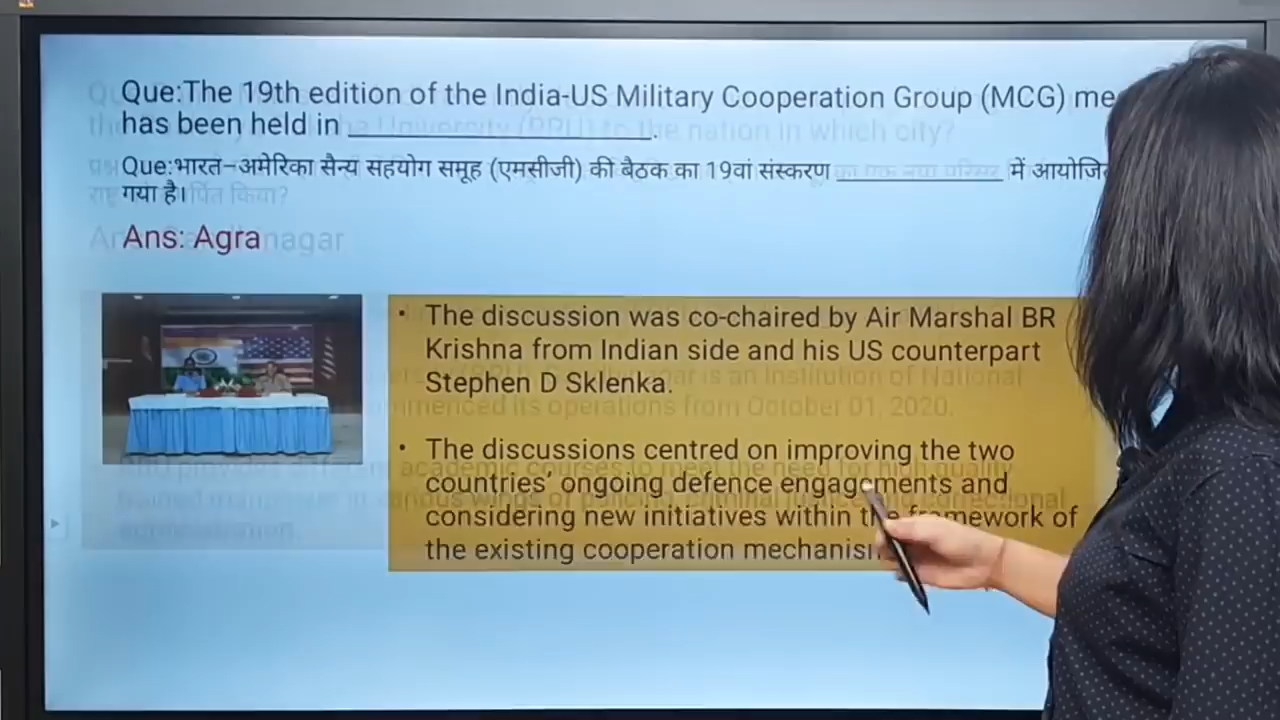 Que:The 19th edition of the India-US Military Cooperation Group (MCG)
has been held in ____________________.
Que:भारत-अमेरिका सैन्य सहयोग समूह (एमसीजी) की बैठक का 19वां संस्करण ____________ में
गया है।
Ans: Agra
• The discussion was co-chaired by Air Marshal BR
Krishna from Indian side and his US counterpart
Stephen D Sklenka.
• The discussions centred on improving the two
countries' ongoing defence engagements and
considering new initiatives within the framework of
the existing cooperation